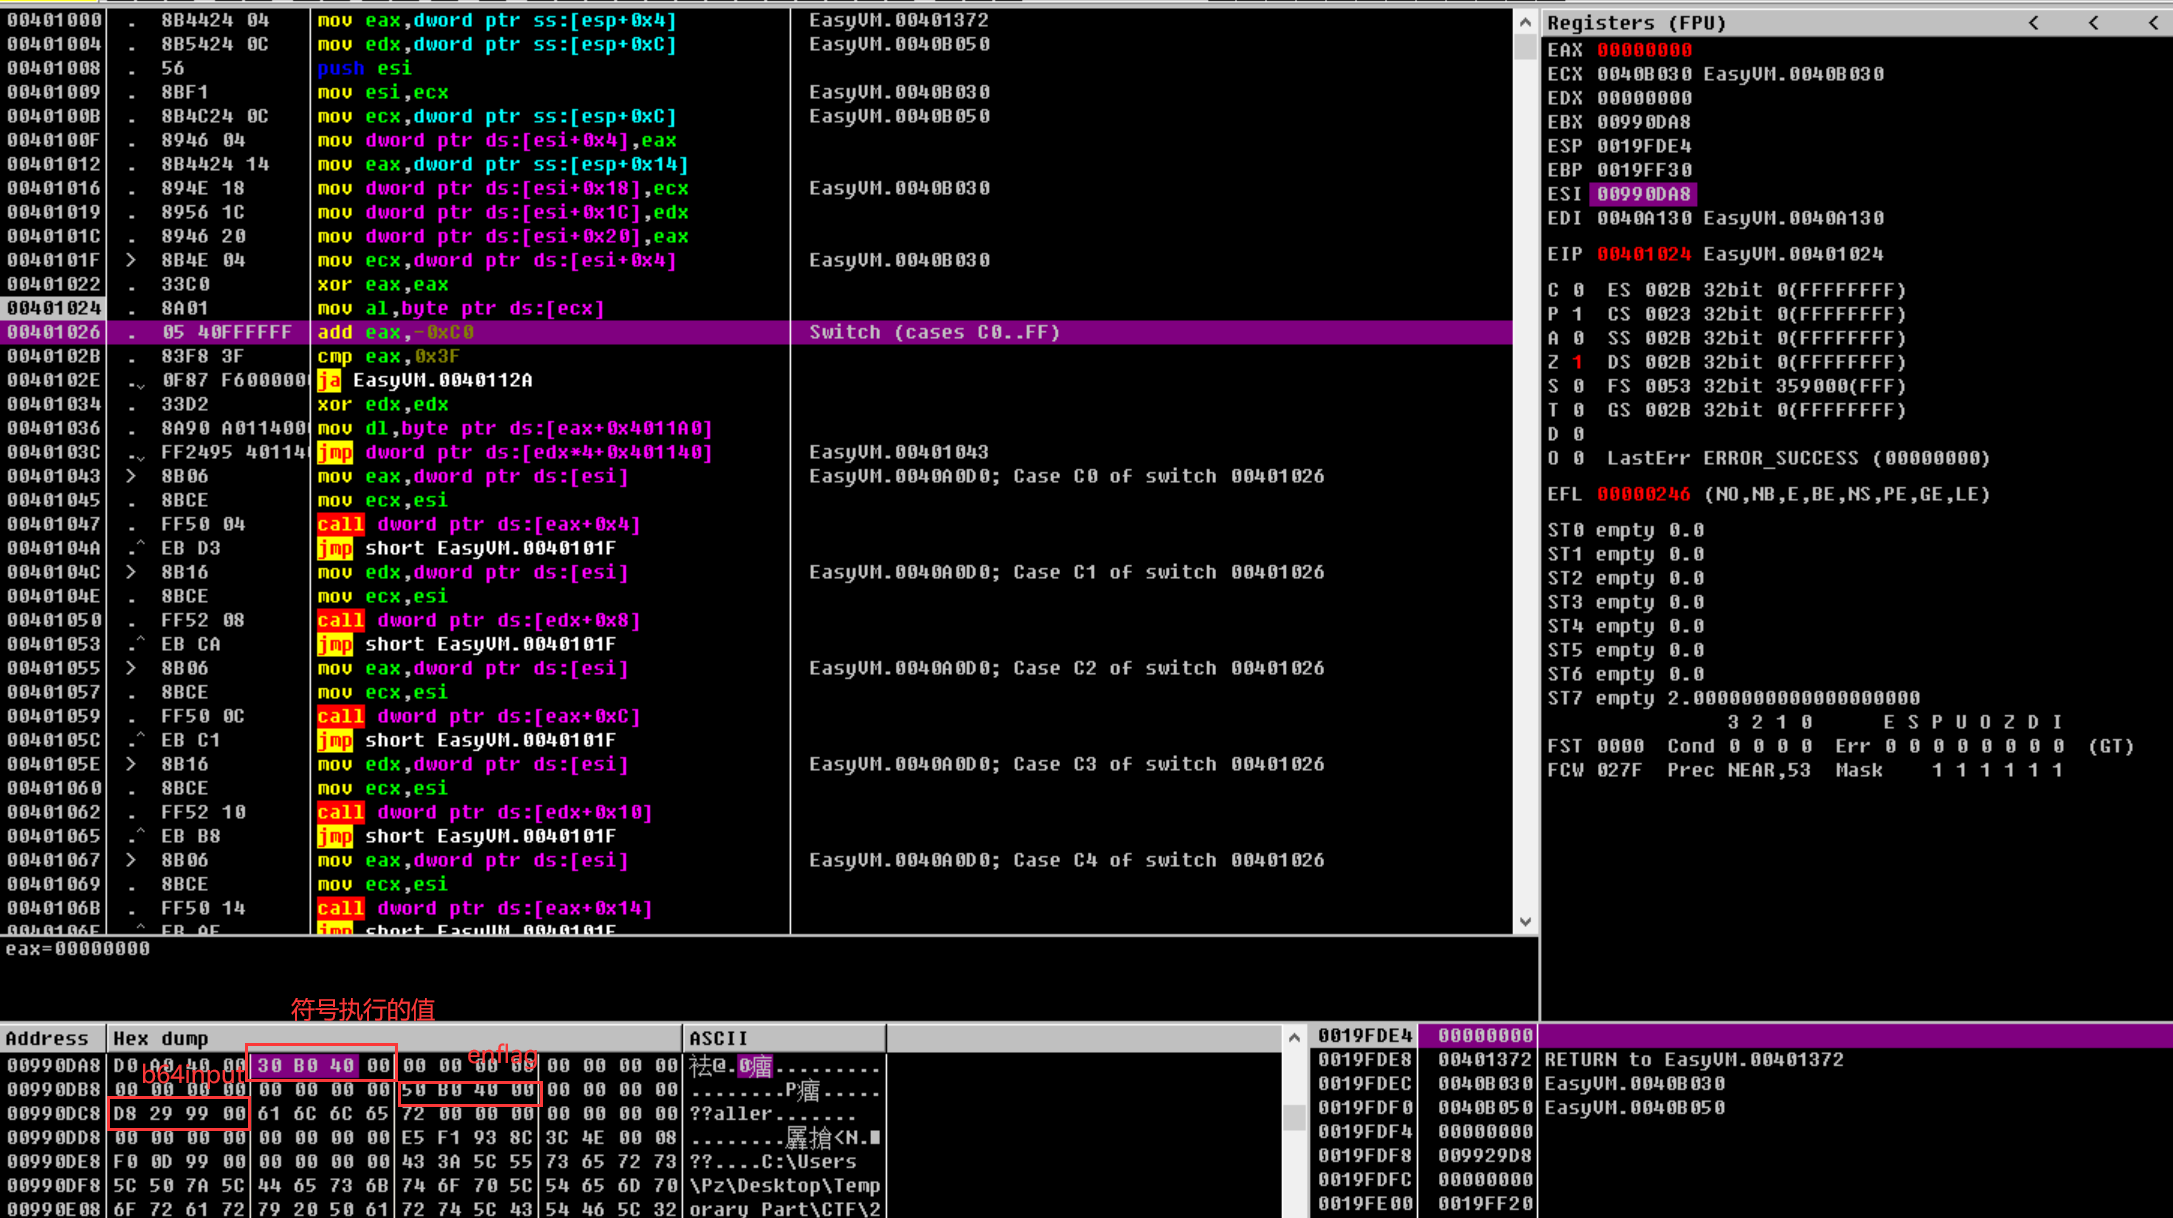 00401000 . 8B4424 04 mov eax,dword ptr ss:[esp+0x4] EasyVM.00401372
00401004 . 8B5424 0C mov edx,dword ptr ss:[esp+0xC] EasyVM.0040B050
00401008 . 56 push esi
00401009 . 8BF1 mov esi,ecx EasyVM.0040B030
0040100B . 8B4C24 0C mov ecx,dword ptr ss:[esp+0xC] EasyVM.0040B050
0040100F . 8946 04 mov dword ptr ds:[esi+0x4],eax
00401012 . 8B4424 14 mov eax,dword ptr ss:[esp+0x14]
00401016 . 894E 18 mov dword ptr ds:[esi+0x18],ecx EasyVM.0040B030
00401019 . 8956 1C mov dword ptr ds:[esi+0x1C],edx
0040101C . 8946 20 mov dword ptr ds:[esi+0x20],eax
0040101F > 8B4E 04 mov ecx,dword ptr ds:[esi+0x4] EasyVM.0040B030
00401022 . 33C0 xor eax,eax
00401024 . 8A01 mov al,byte ptr ds:[ecx]
00401026 . 05 40FFFFFF add eax,-0xC0 Switch (cases C0..FF)
0040102B . 83F8 3F cmp eax,0x3F
0040102E .ˬ 0F87 F6000000 ja EasyVM.0040112A
00401034 . 33D2 xor edx,edx
00401036 . 8A90 A0114000 mov dl,byte ptr ds:[eax+0x4011A0]
0040103C .ˬ FF2495 401140 jmp dword ptr ds:[edx*4+0x401140] EasyVM.00401043
00401043 > 8B06 mov eax,dword ptr ds:[esi] EasyVM.0040A0D0; Case C0 of switch 00401026
00401045 . 8BCE mov ecx,esi
00401047 . FF50 04 call dword ptr ds:[eax+0x4]
0040104A .^ EB D3 jmp short EasyVM.0040101F
0040104C > 8B16 mov edx,dword ptr ds:[esi] EasyVM.0040A0D0; Case C1 of switch 00401026
0040104E . 8BCE mov ecx,esi
00401050 . FF52 08 call dword ptr ds:[edx+0x8]
00401053 .^ EB CA jmp short EasyVM.0040101F
00401055 > 8B06 mov eax,dword ptr ds:[esi] EasyVM.0040A0D0; Case C2 of switch 00401026
00401057 . 8BCE mov ecx,esi
00401059 . FF50 0C call dword ptr ds:[eax+0xC]
0040105C .^ EB C1 jmp short EasyVM.0040101F
0040105E > 8B16 mov edx,dword ptr ds:[esi] EasyVM.0040A0D0; Case C3 of switch 00401026
00401060 . 8BCE mov ecx,esi
00401062 . FF52 10 call dword ptr ds:[edx+0x10]
00401065 .^ EB B8 jmp short EasyVM.0040101F
00401067 > 8B06 mov eax,dword ptr ds:[esi] EasyVM.0040A0D0; Case C4 of switch 00401026
00401069 . 8BCE mov ecx,esi
0040106B . FF50 14 call dword ptr ds:[eax+0x14]
0040106E .^ EB AF jmp short EasyVM.0040101F
eax=00000000
Registers (FPU) < < <
EAX 00000000
ECX 0040B030 EasyVM.0040B030
EDX 00000000
EBX 00990DA8
ESP 0019FDE4
EBP 0019FF30
ESI 00990DA8
EDI 0040A130 EasyVM.0040A130
EIP 00401024 EasyVM.00401024
C 0 ES 002B 32bit 0(FFFFFFFF)
P 1 CS 0023 32bit 0(FFFFFFFF)
A 0 SS 002B 32bit 0(FFFFFFFF)
Z 1 DS 002B 32bit 0(FFFFFFFF)
S 0 FS 0053 32bit 359000(FFF)
T 0 GS 002B 32bit 0(FFFFFFFF)
D 0
O 0 LastErr ERROR_SUCCESS (00000000)
EFL 00000246 (NO,NB,E,BE,NS,PE,GE,LE)
ST0 empty 0.0
ST1 empty 0.0
ST2 empty 0.0
ST3 empty 0.0
ST4 empty 0.0
ST5 empty 0.0
ST6 empty 0.0
ST7 empty 2.0000000000000000000
3 2 1 0 E S P U O Z D I
FST 0000 Cond 0 0 0 0 Err 0 0 0 0 0 0 0 0 (GT)
FCW 027F Prec NEAR,53 Mask 1 1 1 1 1 1
符号执行的值
Address Hex dump ASCII
enflag
00990DA8 D0 A0 40 00 30 B0 40 00 00 00 00 00 00 00 00 00 祛@.0癅.........
b64input
00990DB8 00 00 00 00 00 00 00 00 50 B0 40 00 00 00 00 00 ........P癅.....
00990DC8 D8 29 99 00 61 6C 6C 65 72 00 00 00 00 00 00 00 ??aller.......
00990DD8 00 00 00 00 00 00 00 00 E5 F1 93 8C 3C 4E 00 08
00990DE8 F0 0D 99 00 00 00 00 00 43 3A 5C 55 73 65 72 73 ??....C:\Users
00990DF8 5C 50 7A 5C 44 65 73 6B 74 6F 70 5C 54 65 6D 70 \Pz\Desktop\Temp
00990E08 6F 72 61 72 79 20 50 61 72 74 5C 43 54 46 5C 32 orary Part\CTF\2
0019FDE4 00000000
0019FDE8 00401372 RETURN to EasyVM.00401372
0019FDEC 0040B030 EasyVM.0040B030
0019FDF0 0040B050 EasyVM.0040B050
0019FDF4 00000000
0019FDF8 009929D8
0019FDFC 00000000
0019FE00 0019FF20